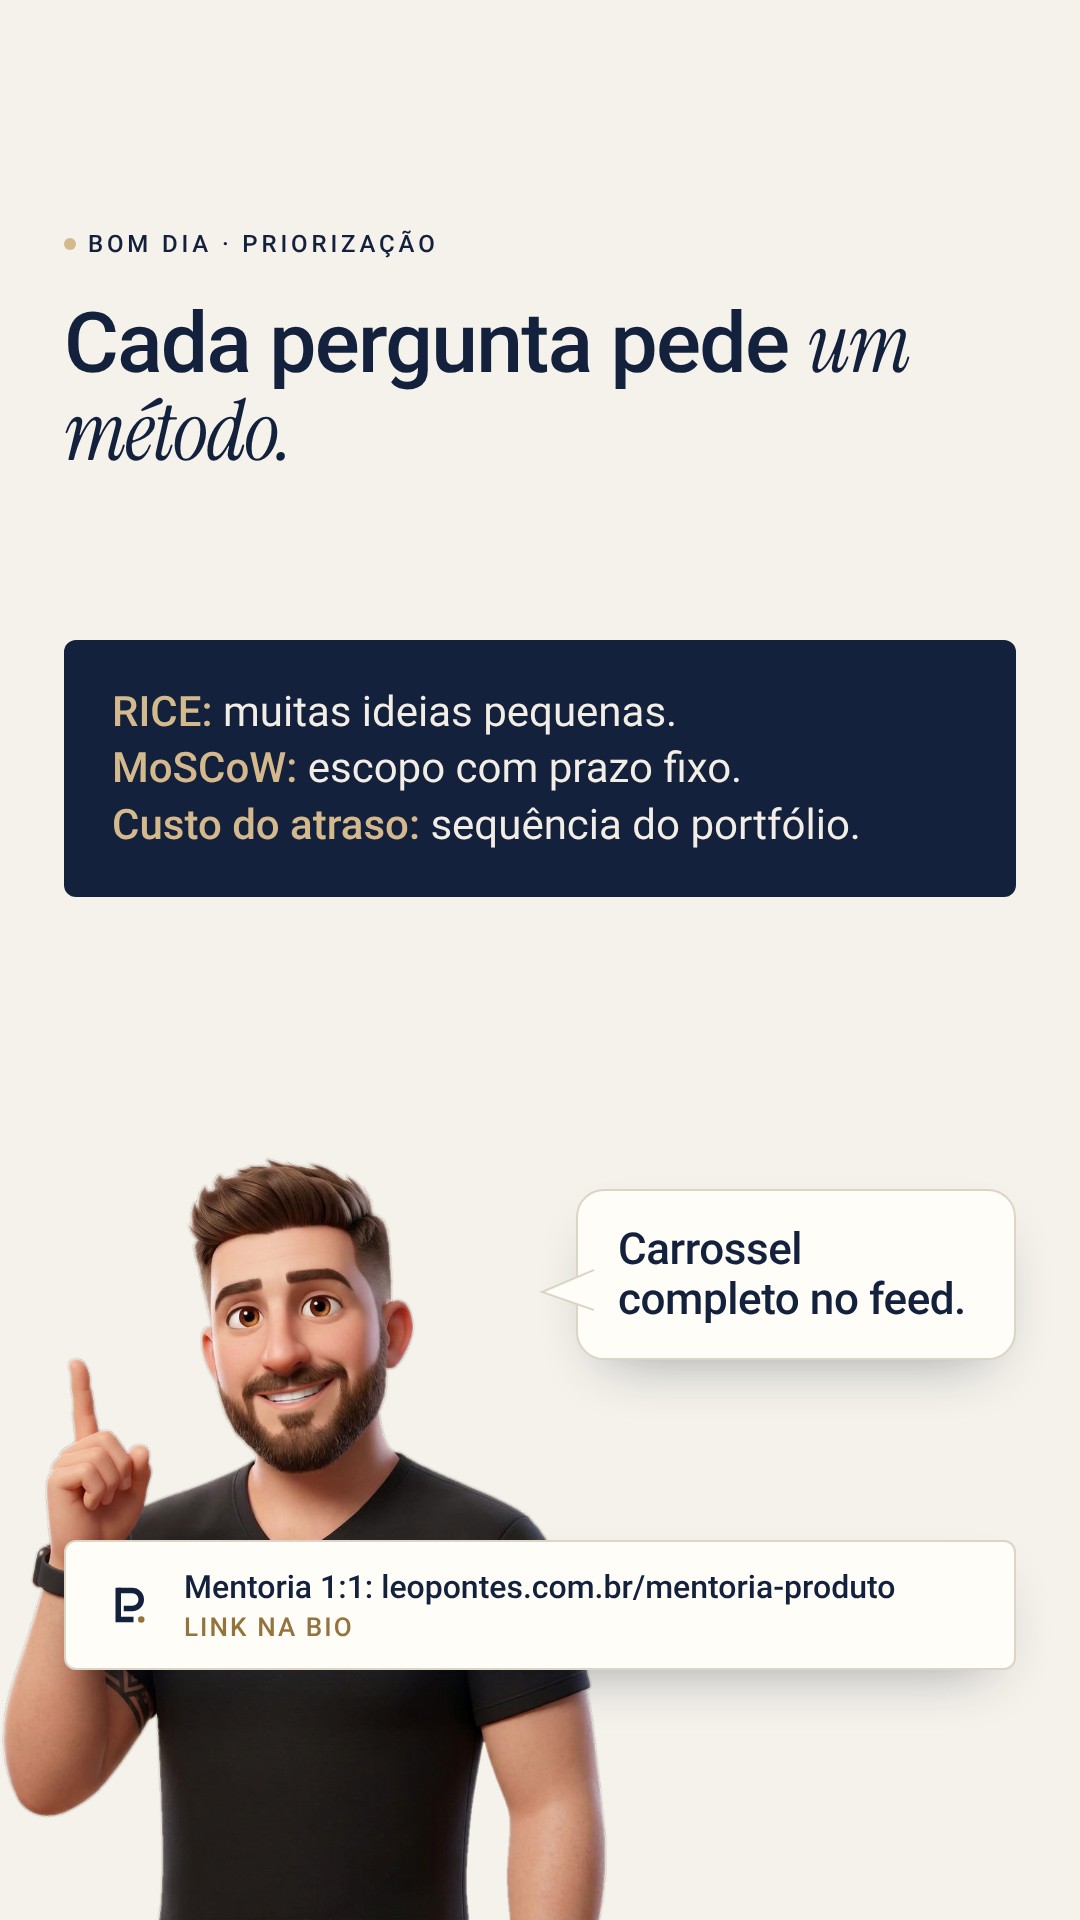 BOM DIA · PRIORIZAÇÃO
Cada pergunta pede um
método.
RICE: muitas ideias pequenas.
MoSCoW: escopo com prazo fixo.
Custo do atraso: sequência do portfólio.
Carrossel
completo no feed.
Mentoria 1:1: leopontes.com.br/mentoria-produto
LINK NA BIO